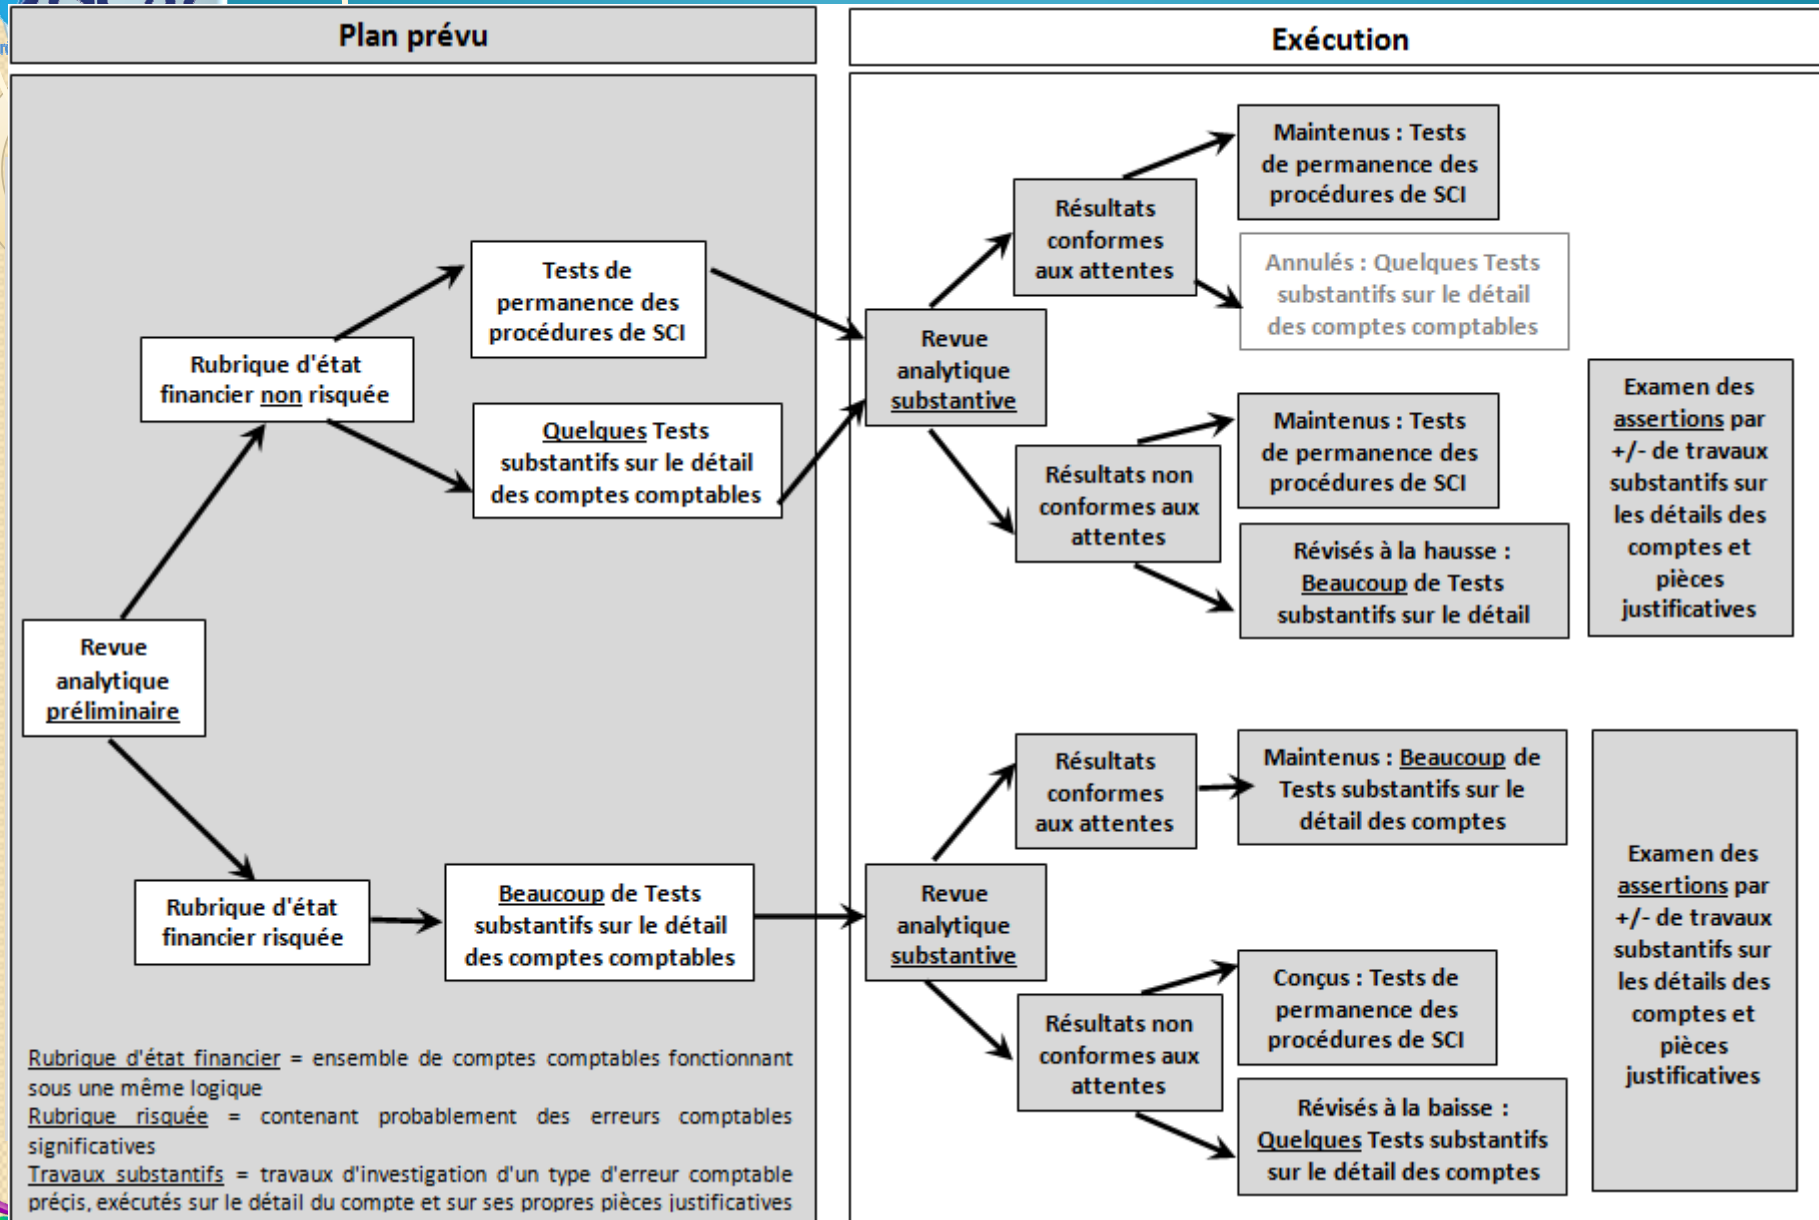 Plan prévu
Exécution
Revue
analytique
préliminaire
Rubrique d'état
financier non risquée
Tests de
permanence des
procédures de SCI
Quelques Tests
substantifs sur le détail
des comptes comptables
Rubrique d'état
financier risquée
Beaucoup de Tests
substantifs sur le détail
des comptes comptables
Rubrique d'état financier = ensemble de comptes comptables fonctionnant
sous une même logique
Rubrique risquée = contenant probablement des erreurs comptables
significatives
Travaux substantifs = travaux d'investigation d'un type d'erreur comptable
précis, exécutés sur le détail du compte et sur ses propres pièces justificatives
Revue
analytique
substantive
Résultats
conformes
aux attentes
Maintenus : Tests
de permanence des
procédures de SCI
Annulés : Quelques Tests
substantifs sur le détail
des comptes comptables
Résultats non
conformes aux
attentes
Maintenus : Tests
de permanence des
procédures de SCI
Révisés à la hausse :
Beaucoup de Tests
substantifs sur le détail
Examen des
assertions par
+/- de travaux
substantifs sur
les détails des
comptes et
pièces
justificatives
Revue
analytique
substantive
Résultats
conformes
aux attentes
Maintenus : Beaucoup de
Tests substantifs sur le
détail des comptes
Résultats non
conformes aux
attentes
Conçus : Tests de
permanence des
procédures de SCI
Révisés à la baisse :
Quelques Tests substantifs
sur le détail des comptes
Examen des
assertions par
+/- de travaux
substantifs sur
les détails des
comptes et
pièces
justificatives